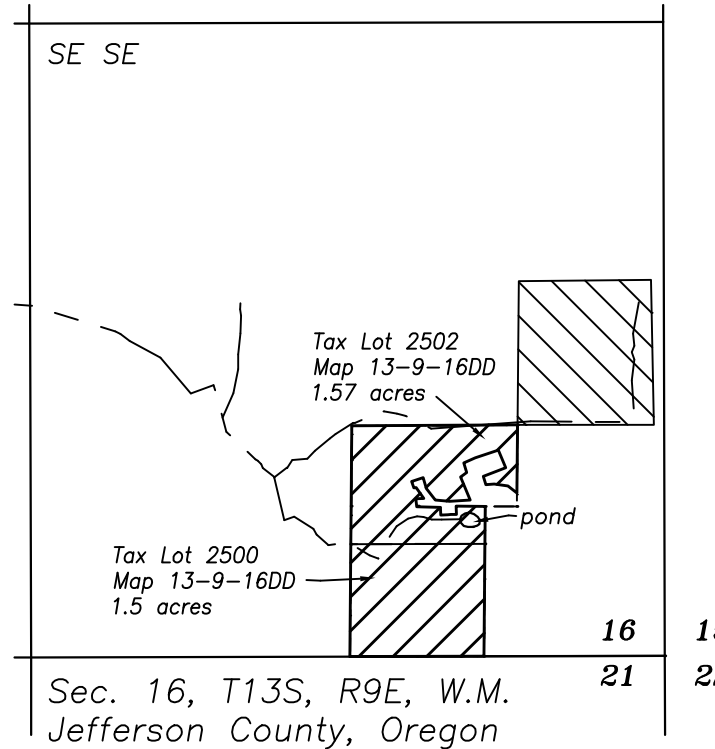 SE SE
Tax Lot 2502
Map 13-9-16DD
1.57 acres
pond
Tax Lot 2500
Map 13-9-16DD
1.5 acres
16
21
Sec. 16, T13S, R9E, W.M.
Jefferson County, Oregon